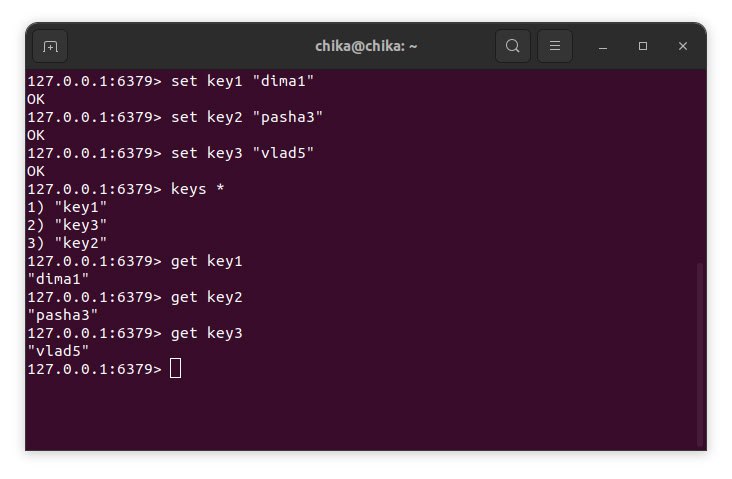 chika@chika: ~
127.0.0.1:6379> set key1 "dima1"
OK
127.0.0.1:6379> set key2 "pasha3"
OK
127.0.0.1:6379> set key3 "vlad5"
OK
127.0.0.1:6379> keys *
1) "key1"
2) "key3"
3) "key2"
127.0.0.1:6379> get key1
"dima1"
127.0.0.1:6379> get key2
"pasha3"
127.0.0.1:6379> get key3
"vlad5"
127.0.0.1:6379>